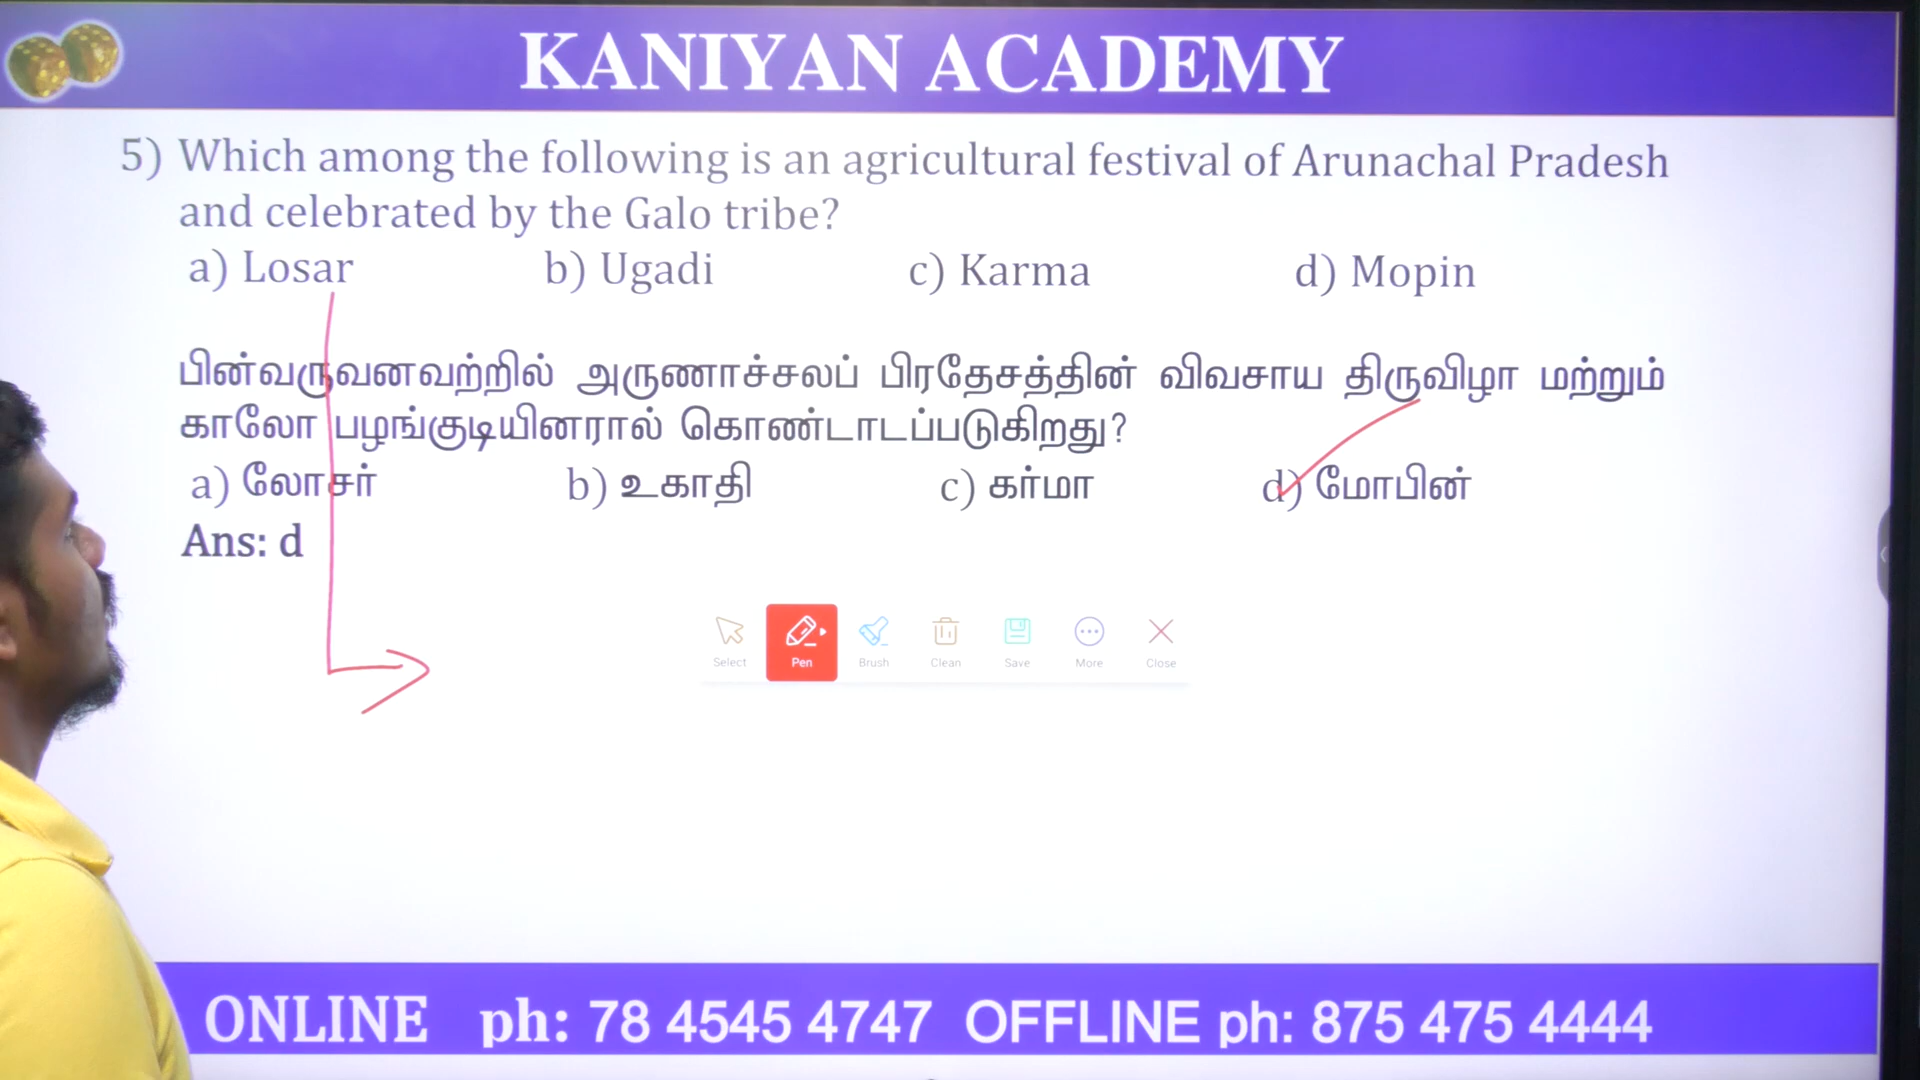 KANIYAN ACADEMY
5) Which among the following is an agricultural festival of Arunachal Pradesh
and celebrated by the Galo tribe?
a) Losar b) Ugadi c) Karma d) Mopin
பின்வருவனவற்றில் அருணாச்சலப் பிரதேசத்தின் விவசாய திருவிழா மற்றும்
காலோ பழங்குடியினரால் கொண்டாடப்படுகிறது?
a) லோசர் b) உகாதி c) கர்மா d) மோபின்
Ans: d
Select Pen Brush Clean Save More Close
ONLINE ph: 78 4545 4747 OFFLINE ph: 875 475 4444